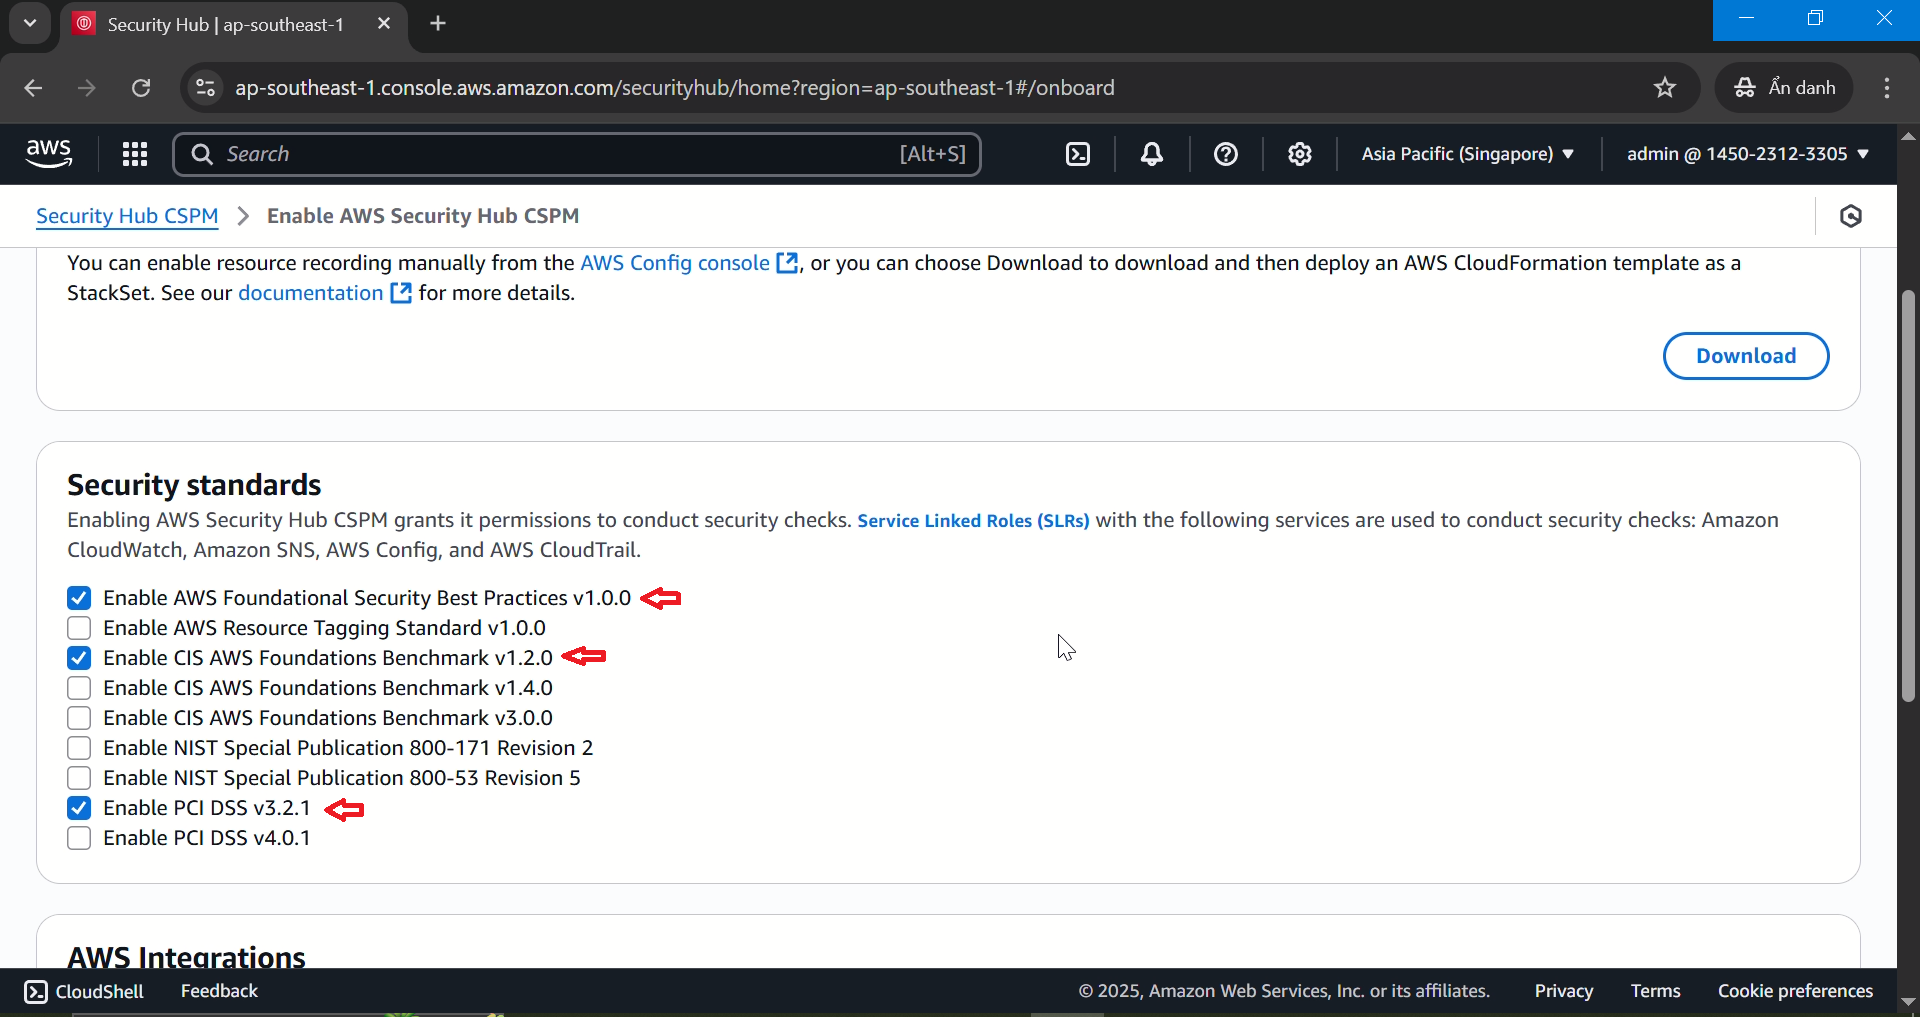 Security Hub | ap-southeast-1
ap-southeast-1.console.aws.amazon.com/securityhub/home?region=ap-southeast-1#/onboard
Ẩn danh
aws
Search
[Alt+S]
Asia Pacific (Singapore)
admin @ 1450-2312-3305
Security Hub CSPM
Enable AWS Security Hub CSPM
You can enable resource recording manually from the AWS Config console, or you can choose Download to download and then deploy an AWS CloudFormation template as a
StackSet. See our documentation for more details.
Download
Security standards
Enabling AWS Security Hub CSPM grants it permissions to conduct security checks. Service Linked Roles (SLRs) with the following services are used to conduct security checks: Amazon
CloudWatch, Amazon SNS, AWS Config, and AWS CloudTrail.
Enable AWS Foundational Security Best Practices v1.0.0
Enable AWS Resource Tagging Standard v1.0.0
Enable CIS AWS Foundations Benchmark v1.2.0
Enable CIS AWS Foundations Benchmark v1.4.0
Enable CIS AWS Foundations Benchmark v3.0.0
Enable NIST Special Publication 800-171 Revision 2
Enable NIST Special Publication 800-53 Revision 5
Enable PCI DSS v3.2.1
Enable PCI DSS v4.0.1
AWS Integrations
CloudShell
Feedback
© 2025, Amazon Web Services, Inc. or its affiliates.
Privacy
Terms
Cookie preferences